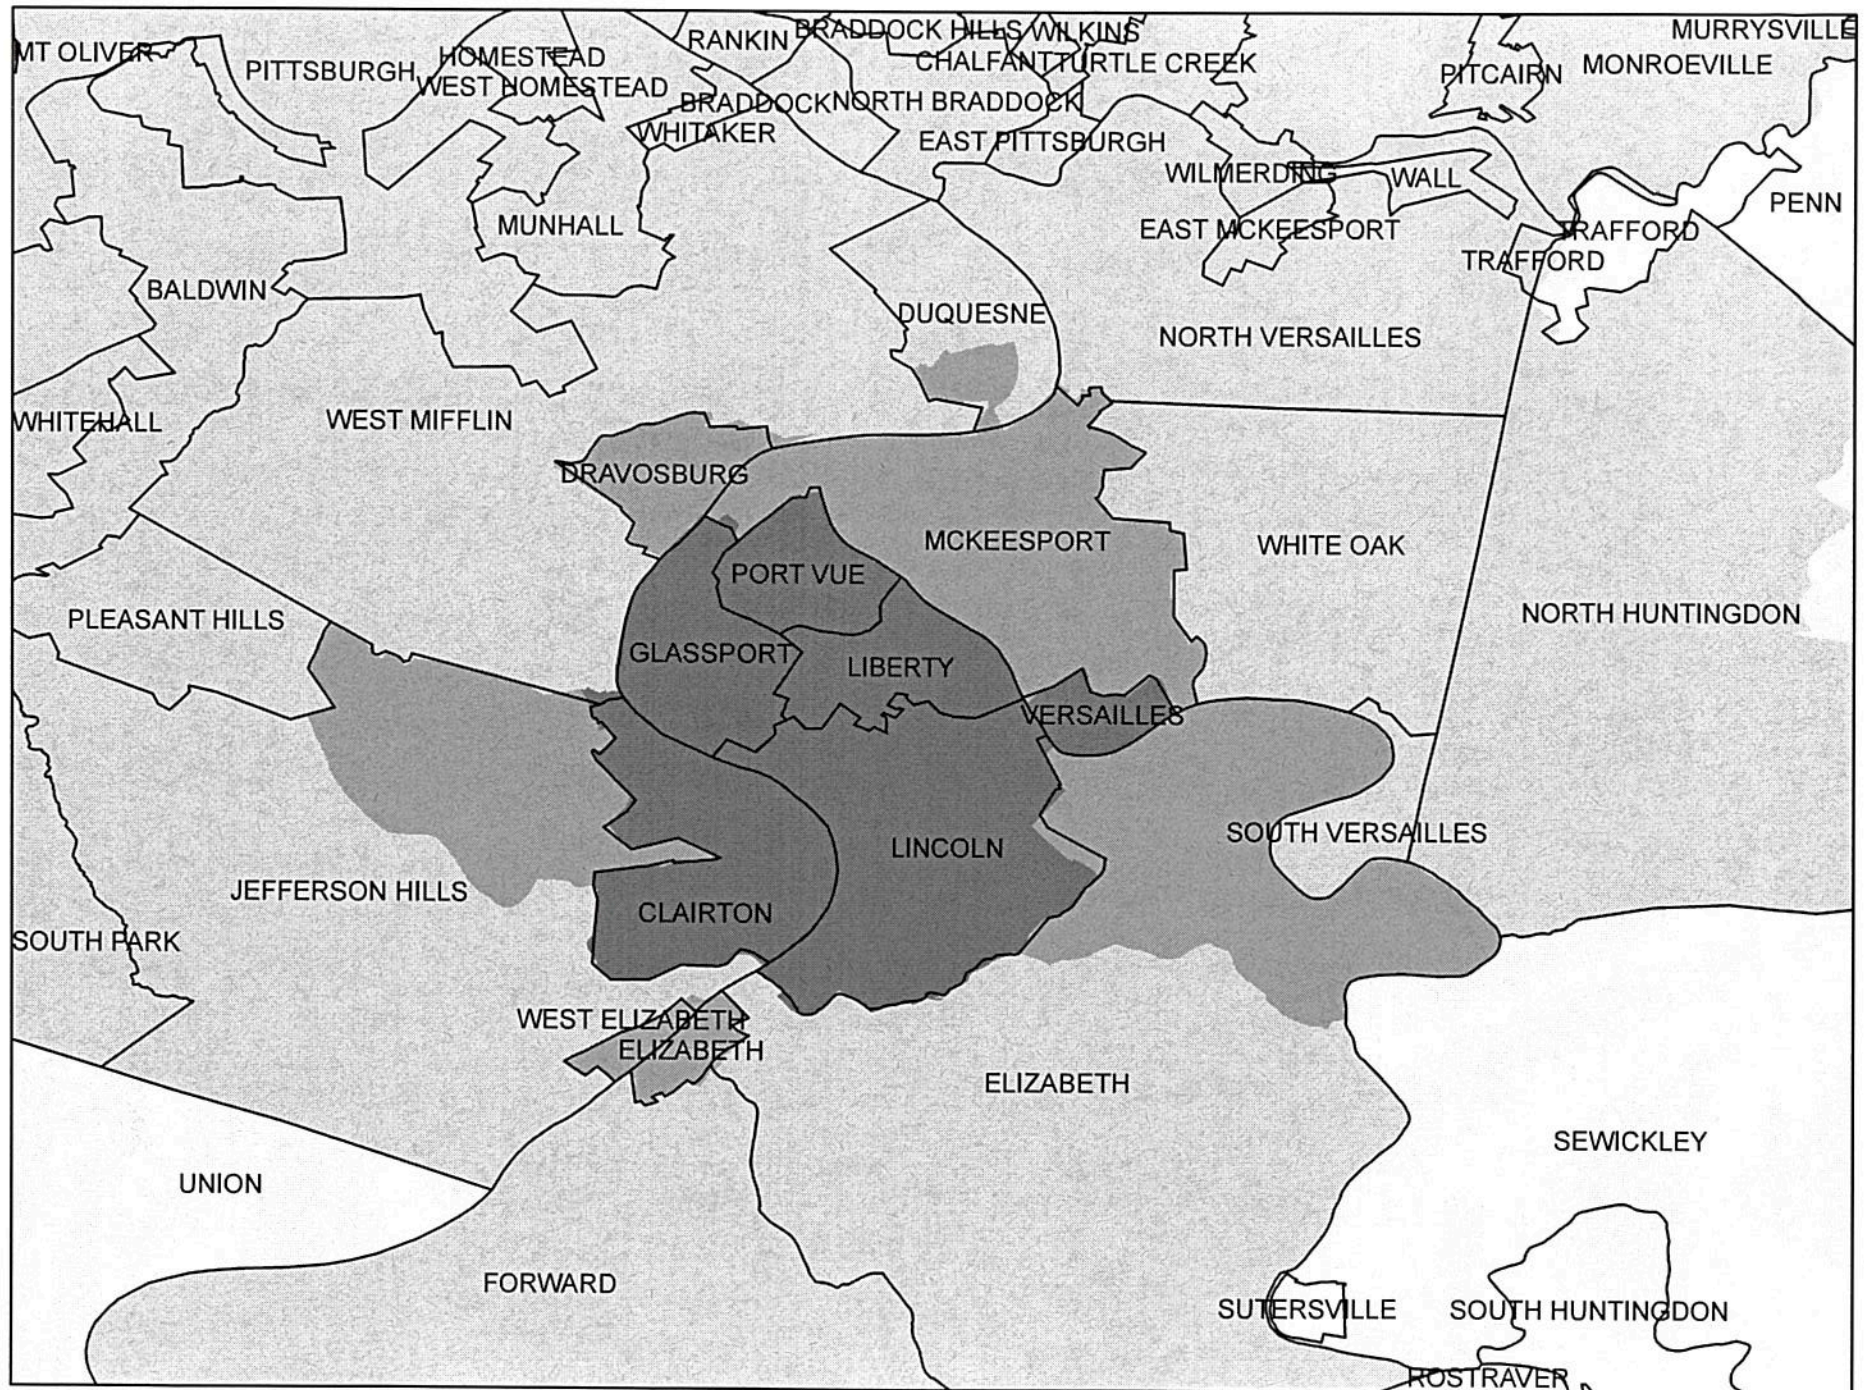 MURRYSVILLE
BRADDOCK HILLS
WILKINS
RANKIN
MT OLIVER
HOMESTEAD
CHALFANT
TURTLE CREEK
MONROEVILLE
PITTSBURGH
PITCAIRN
WEST HOMESTEAD
BRADDOCK
NORTH BRADDOCK
WHITAKER
EAST PITTSBURGH
WILMERDING
WALL
PENN
MUNHALL
EAST MCKEESPORT
TRAFFORD
TRAFFORD
BALDWIN
DUQUESNE
NORTH VERSAILLES
WHITEHALL
WEST MIFFLIN
DRAVOSBURG
MCKEESPORT
WHITE OAK
PORT VUE
PLEASANT HILLS
NORTH HUNTINGDON
GLASSPORT
LIBERTY
VERSAILLES
SOUTH VERSAILLES
LINCOLN
JEFFERSON HILLS
CLAIRTON
SOUTH PARK
WEST ELIZABETH
ELIZABETH
ELIZABETH
SEWICKLEY
UNION
FORWARD
SUTERSVILLE
SOUTH HUNTINGDON
ROSTRAVER